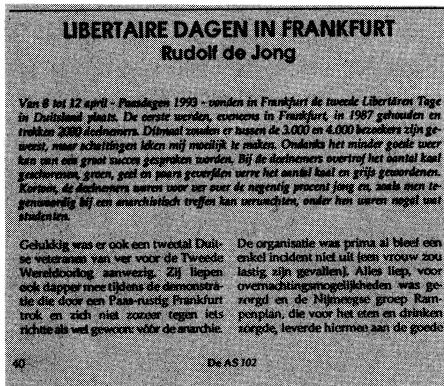 LIBERTAIRE DAGEN IN FRANKFURT
Rudolf de Jong
Van 8 tot 12 april - Paasdagen 1993 - vonden in Frankfurt de tweede Libertären Tage
in Duitsland plaats. De eerste werden, eveneens in Frankfurt, in 1987 gehouden en
trokken 2000 deelnemers. Ditmaal zouden er tussen de 3.000 en 4.000 bezoekers zijn ge-
weest, maar schattingen leken mij moeilijk te maken. Ondanks het minder goede weer
kan van een groot succes gesproken worden. Bij de deelnemers overtrof het aantal kaal
geschorenen, groen, geel en paars geverfden verre het aantal kaal en grijs gewordenen.
Kortom, de deelnemers waren voor ver over de negentig procent jong en, zoals men te-
genwoordig bij een anarchistisch treffen kan verwachten, onder hen waren nogal wat
studenten.
Gelukkig was er ook een tweetal Duit-
se veteranen van ver voor de Tweede
Wereldoorlog aanwezig. Zij liepen
ook dapper mee tijdens de demonstra-
tie die door een Paas-rustig Frankfurt
trok en zich niet zozeer tegen iets
richtte als wel gewoon: vóór de anarchie.
De organisatie was prima al bleef een
enkel incident niet uit (een vrouw zou
lastig zijn gevallen). Alles liep, voor
overnachtingsmogelijkheden was ge-
zorgd en de Nijmeegse groep Ram-
penplan, die voor het eten en drinken
zorgde, leverde hiermee aan de goede
40
De AS 102